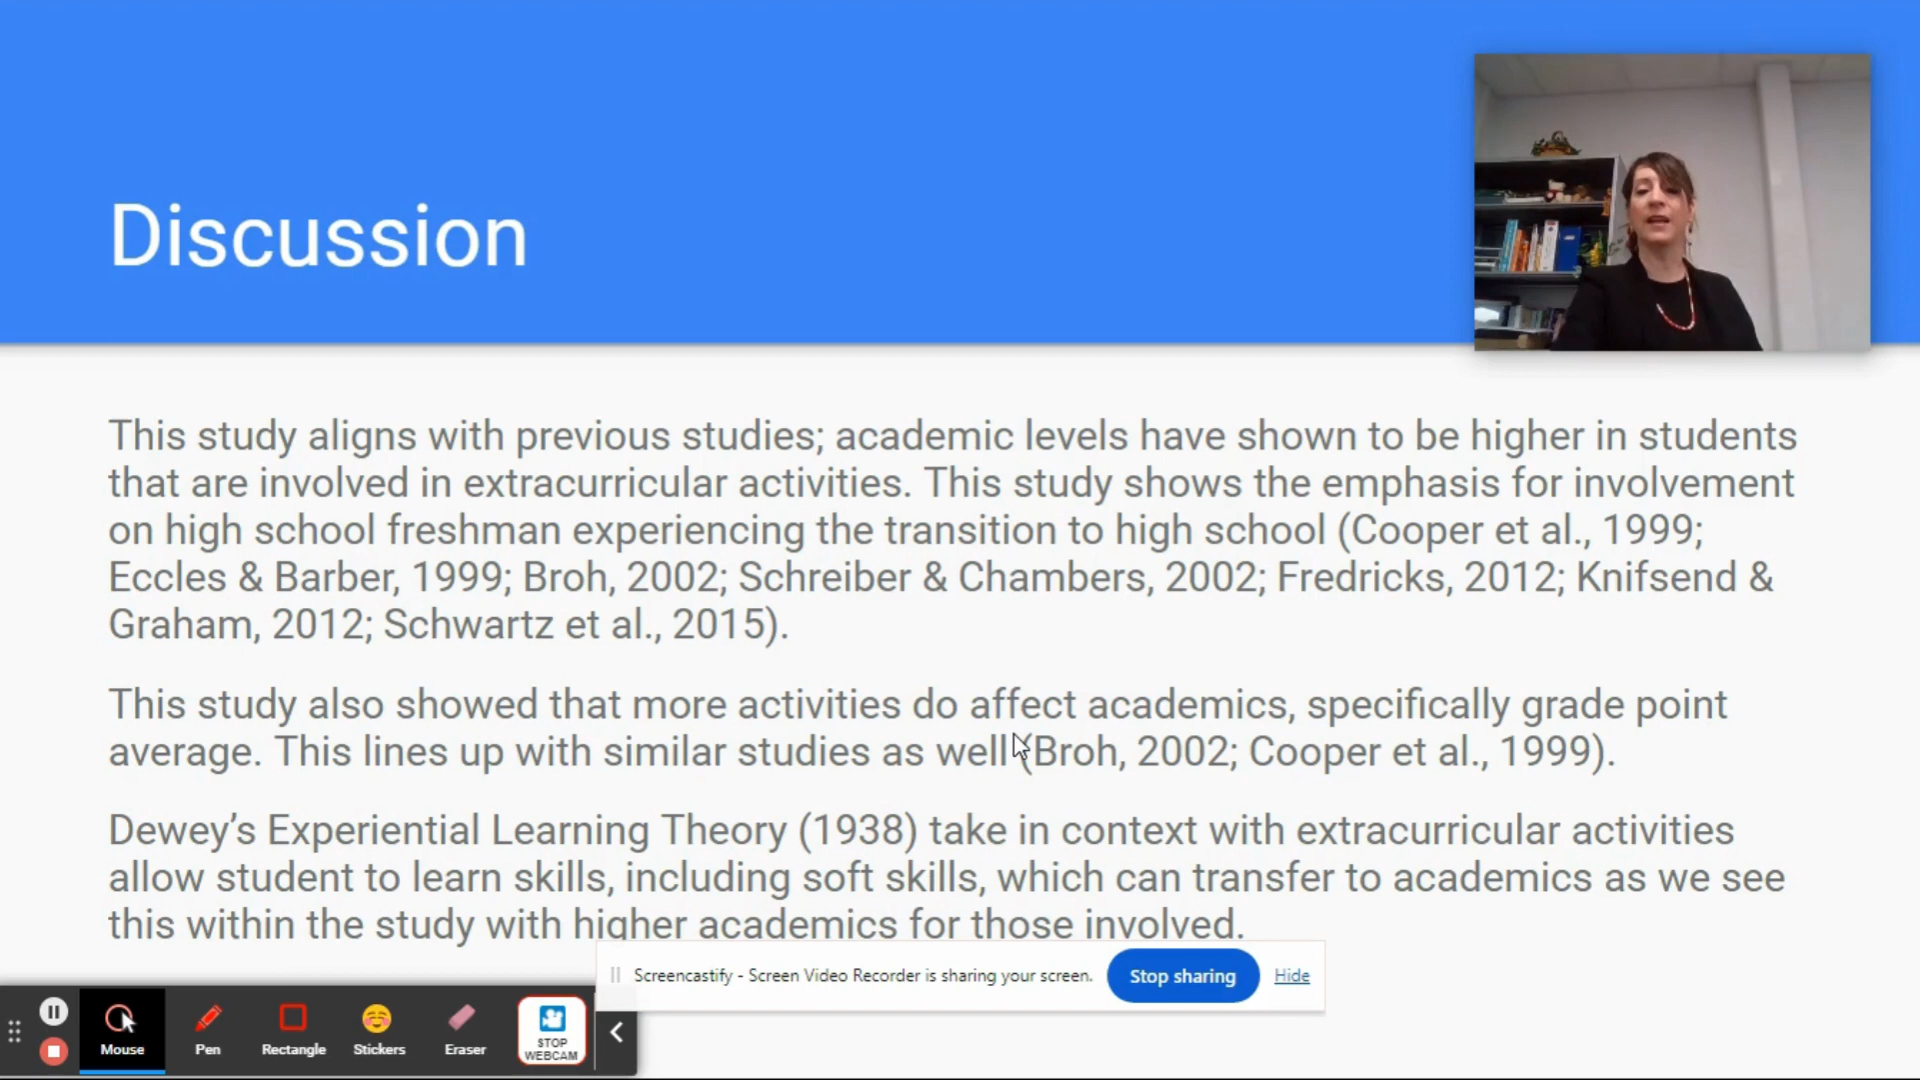 Discussion
This study aligns with previous studies; academic levels have shown to be higher in students
that are involved in extracurricular activities. This study shows the emphasis for involvement
on high school freshman experiencing the transition to high school (Cooper et al., 1999;
Eccles & Barber, 1999; Broh, 2002; Schreiber & Chambers, 2002; Fredricks, 2012; Knifsend &
Graham, 2012; Schwartz et al., 2015).
This study also showed that more activities do affect academics, specifically grade point
average. This lines up with similar studies as well (Broh, 2002; Cooper et al., 1999).
Dewey’s Experiential Learning Theory (1938) take in context with extracurricular activities
allow student to learn skills, including soft skills, which can transfer to academics as we see
this within the study with higher academics for those involved.
Screencastify - Screen Video Recorder is sharing your screen.
Stop sharing
Hide
Mouse
Pen
Rectangle
Stickers
Eraser
STOP
WEBCAM